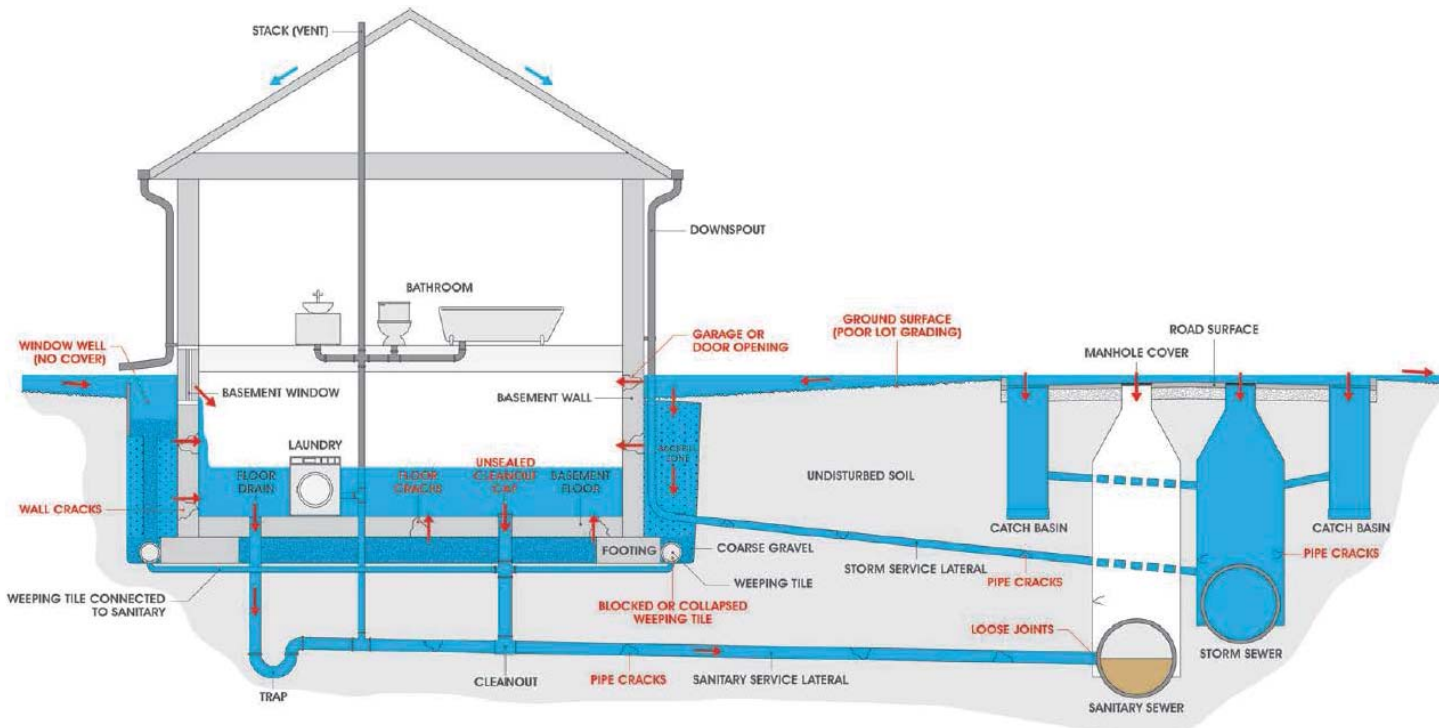 STACK (VENT)
DOWNSPOUT
BATHROOM
WINDOW WELL
(NO COVER)
GARAGE OR
DOOR OPENING
GROUND SURFACE
(POOR LOT GRADING)
ROAD SURFACE
MANHOLE COVER
BASEMENT WINDOW
BASEMENT WALL
LAUNDRY
BACKFILL
ZONE
UNDISTURBED SOIL
FLOOR
DRAIN
FLOOR
CRACKS
UNSEALED
CLEANOUT
CAP
BASEMENT
FLOOR
WALL CRACKS
CATCH BASIN
CATCH BASIN
FOOTING
COARSE GRAVEL
STORM SERVICE LATERAL
PIPE CRACKS
PIPE CRACKS
WEEPING TILE
WEEPING TILE CONNECTED
TO SANITARY
BLOCKED OR COLLAPSED
WEEPING TILE
LOOSE JOINTS
STORM SEWER
TRAP
CLEANOUT
PIPE CRACKS
SANITARY SERVICE LATERAL
SANITARY SEWER